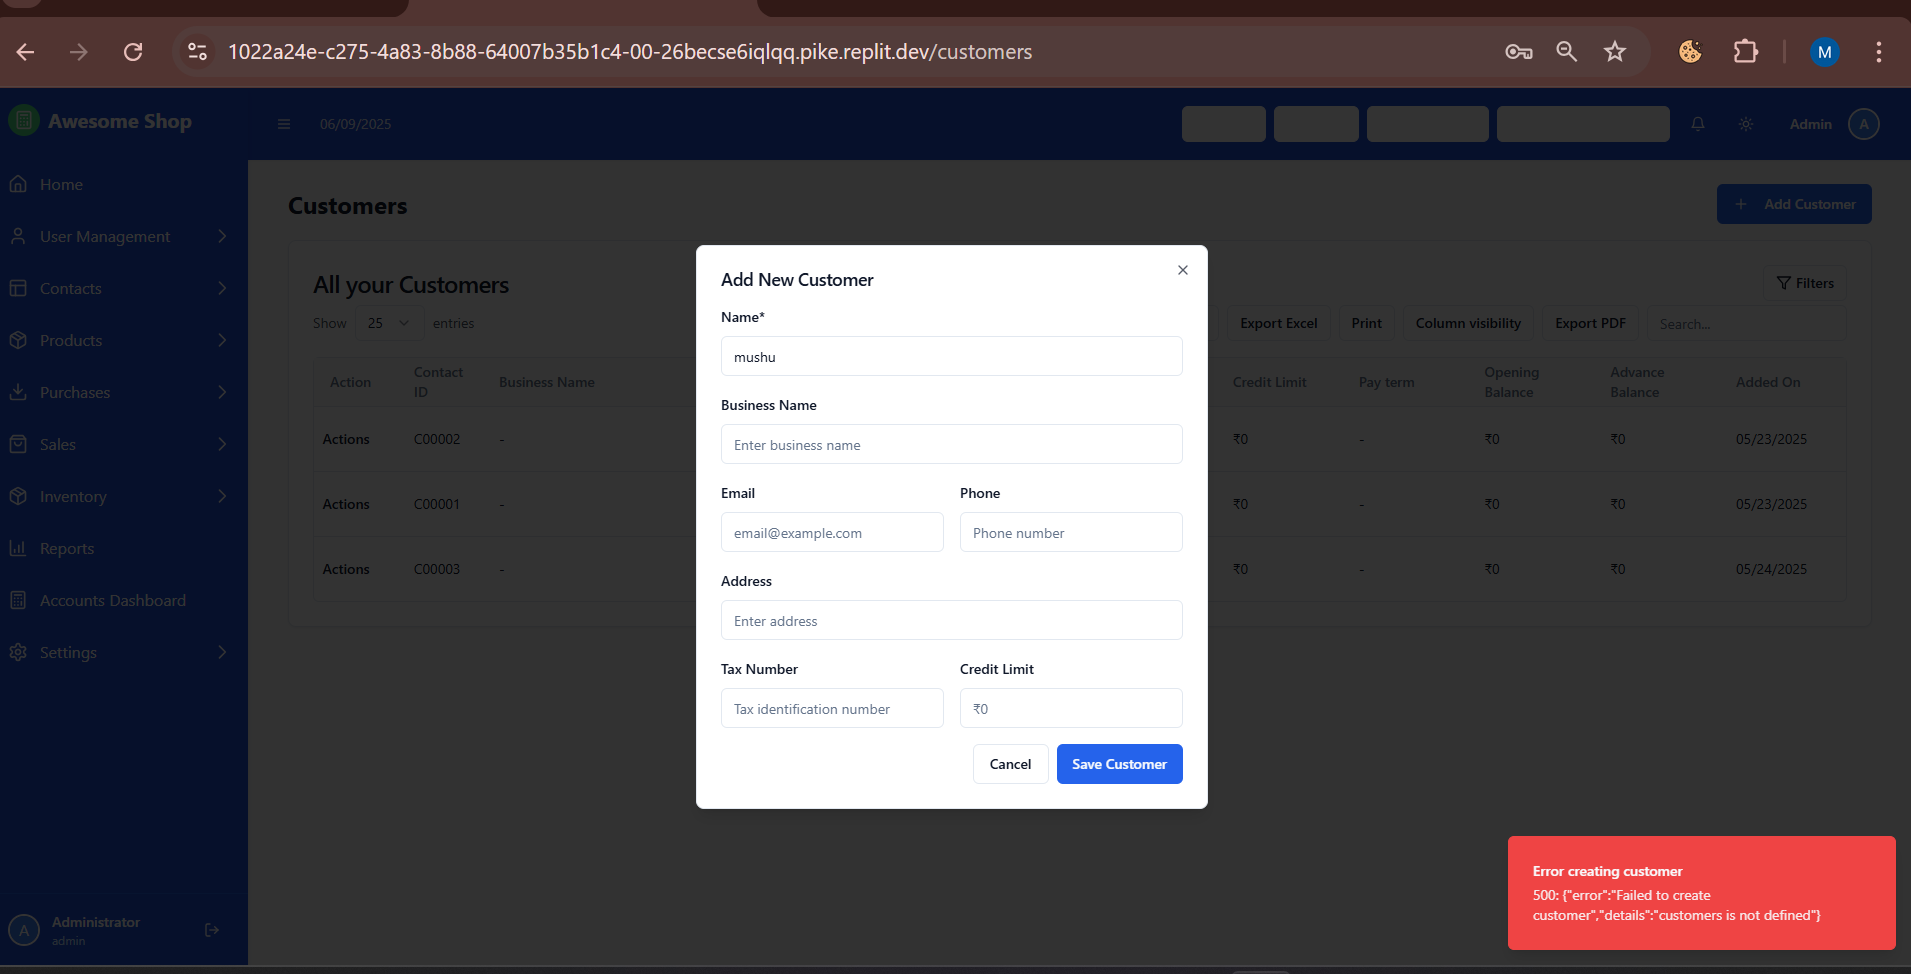 1022a24e-c275-4a83-8b88-64007b35b1c4-00-26becse6iqlqq.pike.replit.dev/customers
M
Awesome Shop
06/09/2025
Admin
A
Home
User Management
Contacts
Products
Purchases
Sales
Inventory
Reports
Accounts Dashboard
Settings
A
Administrator
admin
Customers
Add Customer
All your Customers
Filters
Show 25 entries
Export Excel
Print
Column visibility
Export PDF
Search...
Action
Contact ID
Business Name
Credit Limit
Pay term
Opening Balance
Advance Balance
Added On
Actions C00002 - ₹0 - ₹0 ₹0 05/23/2025
Actions C00001 - ₹0 - ₹0 ₹0 05/23/2025
Actions C00003 - ₹0 - ₹0 ₹0 05/24/2025
Add New Customer
Name*
mushu
Business Name
Enter business name
Email Phone
email@example.com Phone number
Address
Enter address
Tax Number Credit Limit
Tax identification number ₹0
Cancel Save Customer
Error creating customer
500: {"error":"Failed to create
customer","details":"customers is not defined"}